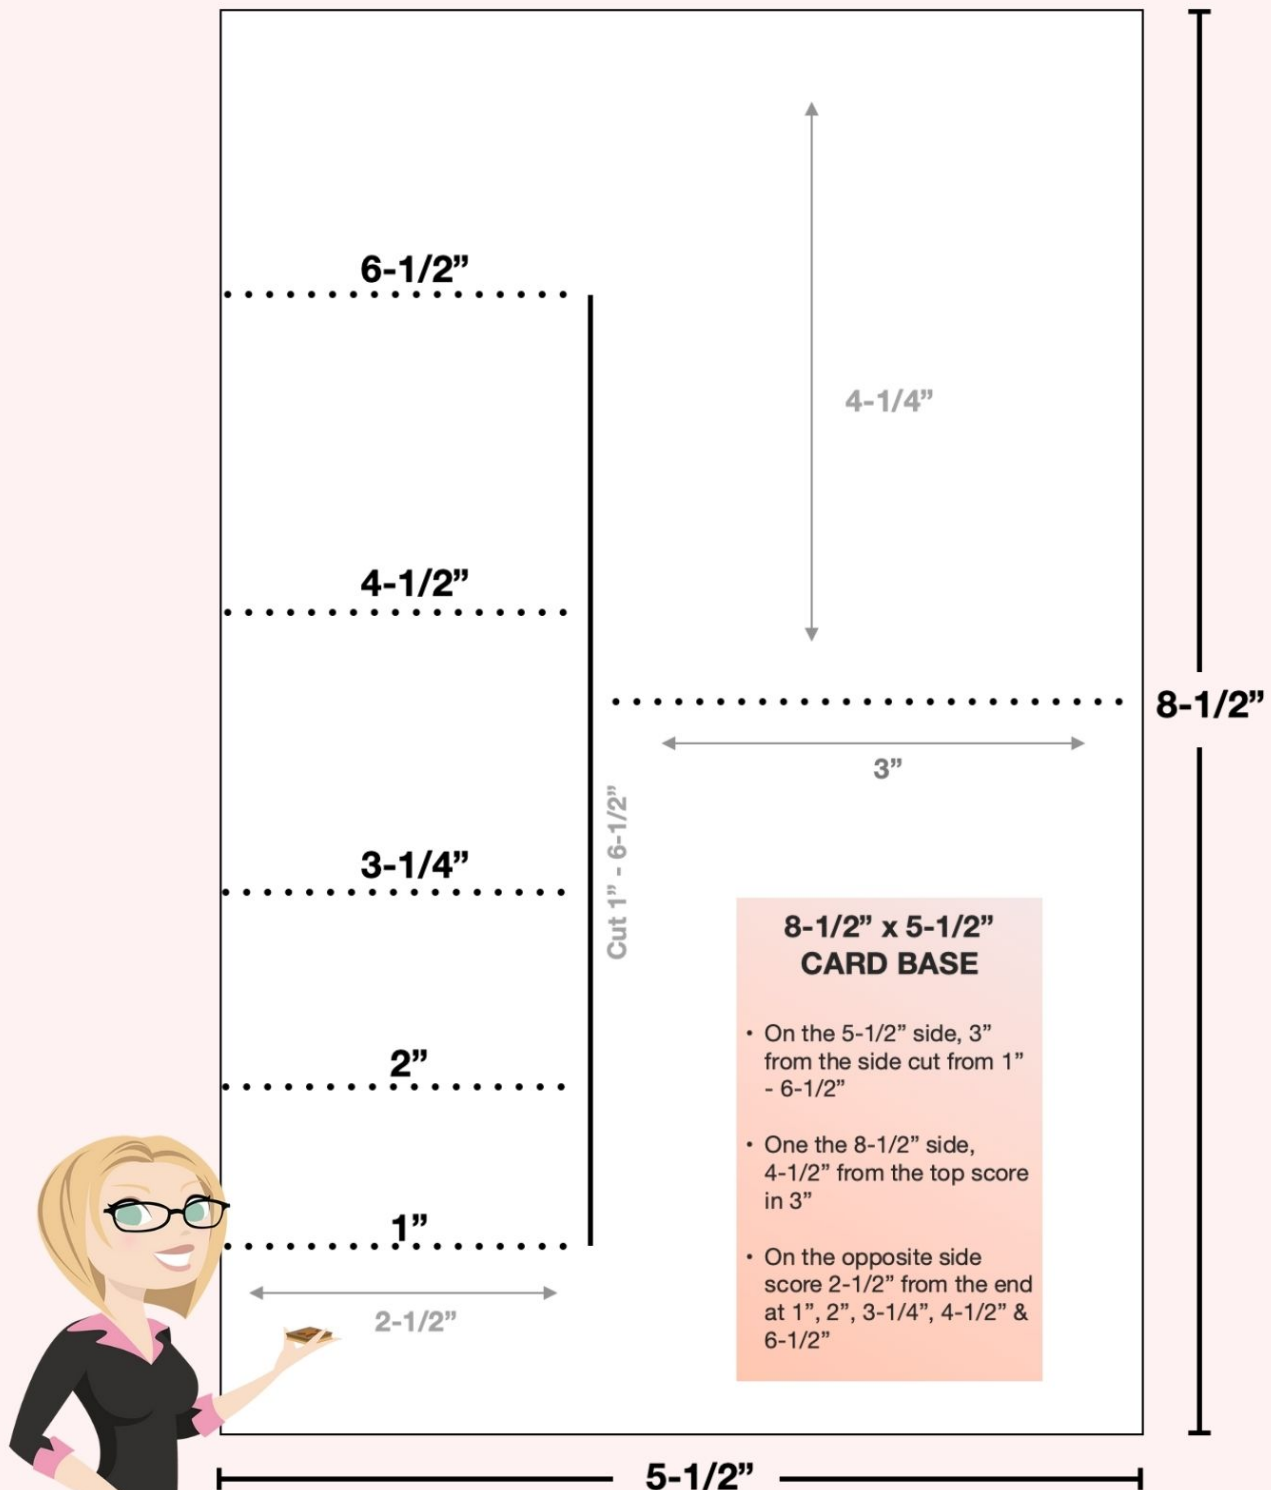 6-1/2”
4-1/4”
4-1/2”
8-1/2”
3”
Cut 1” - 6-1/2”
3-1/4”
2”
1”
2-1/2”
8-1/2” x 5-1/2”
CARD BASE
• On the 5-1/2” side, 3”
from the side cut from 1”
- 6-1/2”
• One the 8-1/2” side,
4-1/2” from the top score
in 3”
• On the opposite side
score 2-1/2” from the end
at 1”, 2”, 3-1/4”, 4-1/2” &
6-1/2”
5-1/2”